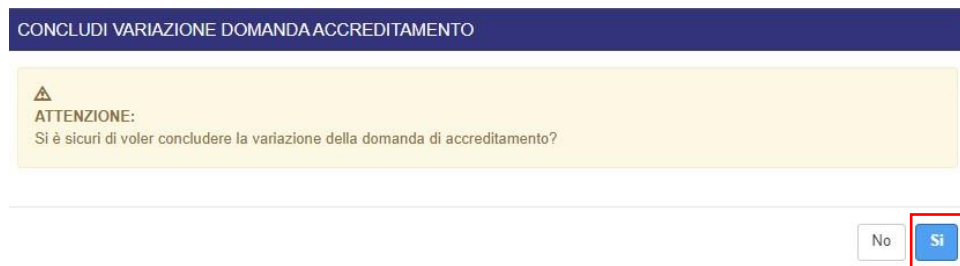 CONCLUDI VARIAZIONE DOMANDA ACCREDITAMENTO
ATTENZIONE:
Si è sicuri di voler concludere la variazione della domanda di accreditamento?
No Si